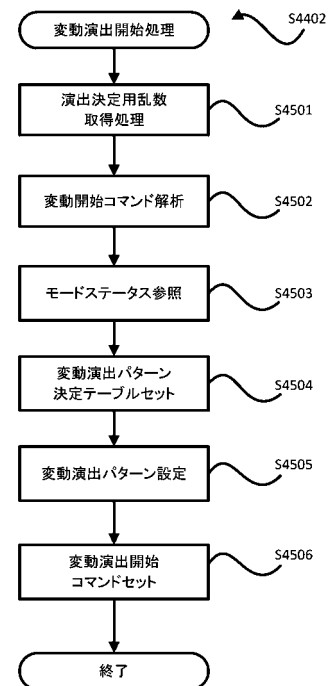 変動演出開始処理
S4402
演出決定用乱数
取得処理
S4501
変動開始コマンド解析
S4502
モードステータス参照
S4503
変動演出パターン
決定テーブルセット
S4504
変動演出パターン設定
S4505
変動演出開始
コマンドセット
S4506
終了